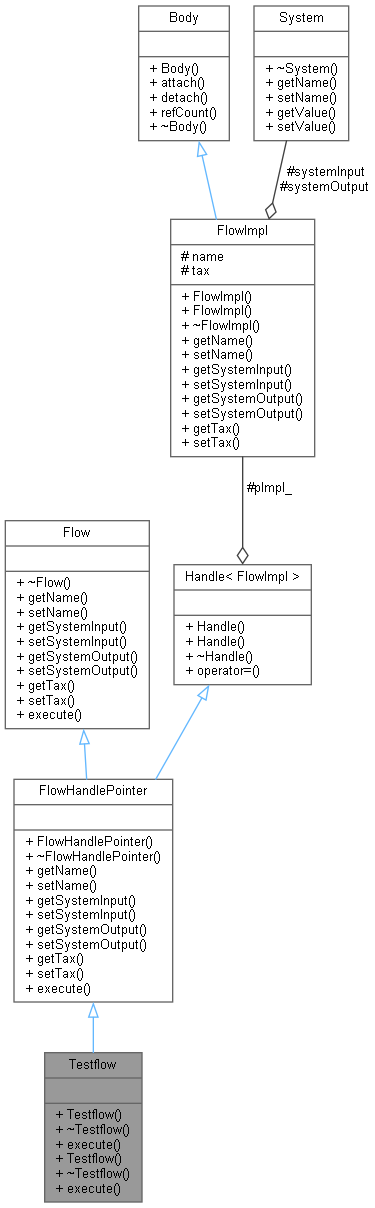 Body
+ Body()
+ attach()
+ detach()
+ refCount()
+ ~Body()
System
+ ~System()
+ getName()
+ setName()
+ getValue()
+ setValue()
#systemInput
#systemOutput
FlowImpl
# name
# tax
+ FlowImpl()
+ FlowImpl()
+ ~FlowImpl()
+ getName()
+ setName()
+ getSystemInput()
+ setSystemInput()
+ getSystemOutput()
+ setSystemOutput()
+ getTax()
+ setTax()
#pImpl_
Flow
+ ~Flow()
+ getName()
+ setName()
+ getSystemInput()
+ setSystemInput()
+ getSystemOutput()
+ setSystemOutput()
+ getTax()
+ setTax()
+ execute()
Handle< FlowImpl >
+ Handle()
+ Handle()
+ ~Handle()
+ operator=()
FlowHandlePointer
+ FlowHandlePointer()
+ ~FlowHandlePointer()
+ getName()
+ setName()
+ getSystemInput()
+ setSystemInput()
+ getSystemOutput()
+ setSystemOutput()
+ getTax()
+ setTax()
+ execute()
Testflow
+ Testflow()
+ ~Testflow()
+ execute()
+ Testflow()
+ ~Testflow()
+ execute()